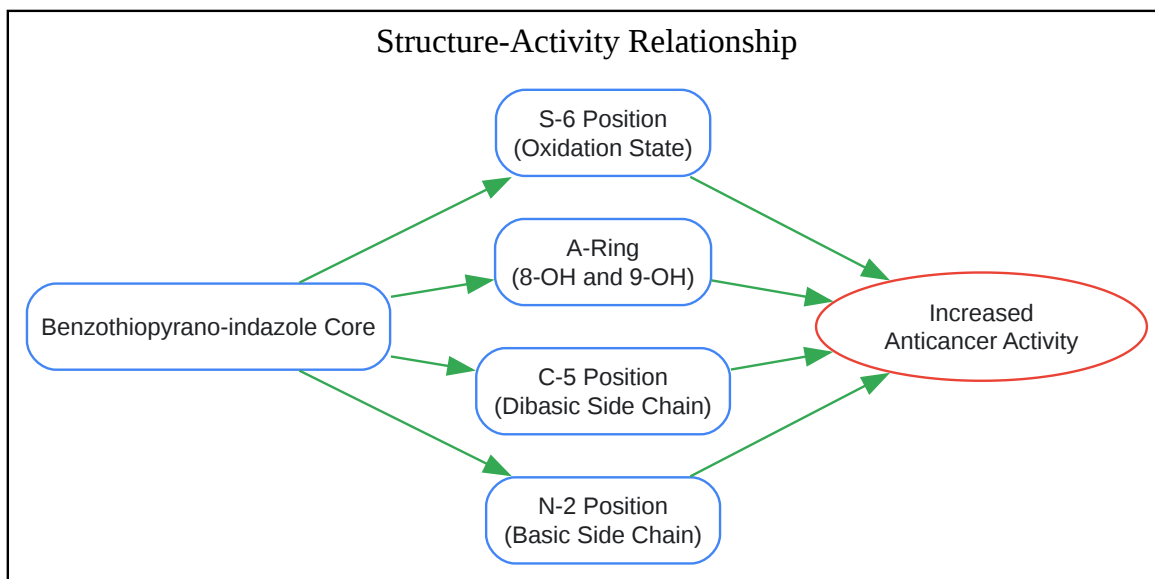 Structure-Activity Relationship
S-6 Position
(Oxidation State)
A-Ring
(8-OH and 9-OH)
Benzothiopyrano-indazole Core
Increased
Anticancer Activity
C-5 Position
(Dibasic Side Chain)
N-2 Position
(Basic Side Chain)